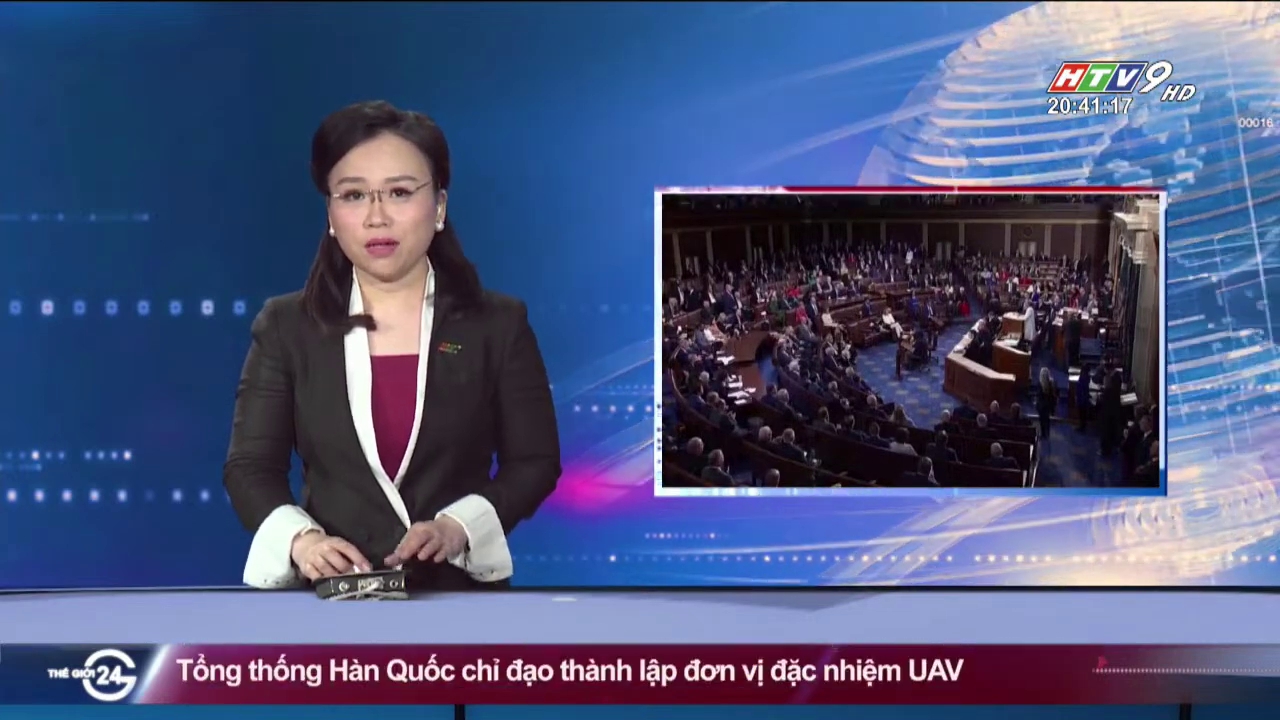 HTV9 HD
20:41:17
00016
THẾ GIỚI 24G
Tổng thống Hàn Quốc chỉ đạo thành lập đơn vị đặc nhiệm UAV